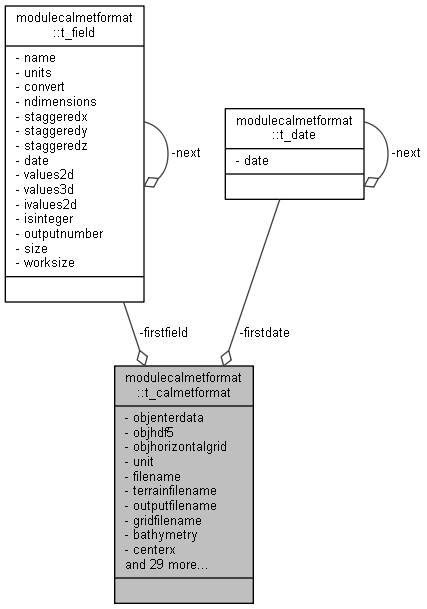 modulecalmetformat
::t_field
- name
- units
- convert
- ndimensions
- staggeredx
- staggeredy
- staggeredz
- date
- values2d
- values3d
- ivalues2d
- isinteger
- outputnumber
- size
- worksize
-next
modulecalmetformat
::t_date
- date
-next
-firstfield
-firstdate
modulecalmetformat
::t_calmetformat
- objenterdata
- objhdf5
- objhorizontalgrid
- unit
- filename
- terrainfilename
- outputfilename
- gridfilename
- bathymetry
- centerx
and 29 more...